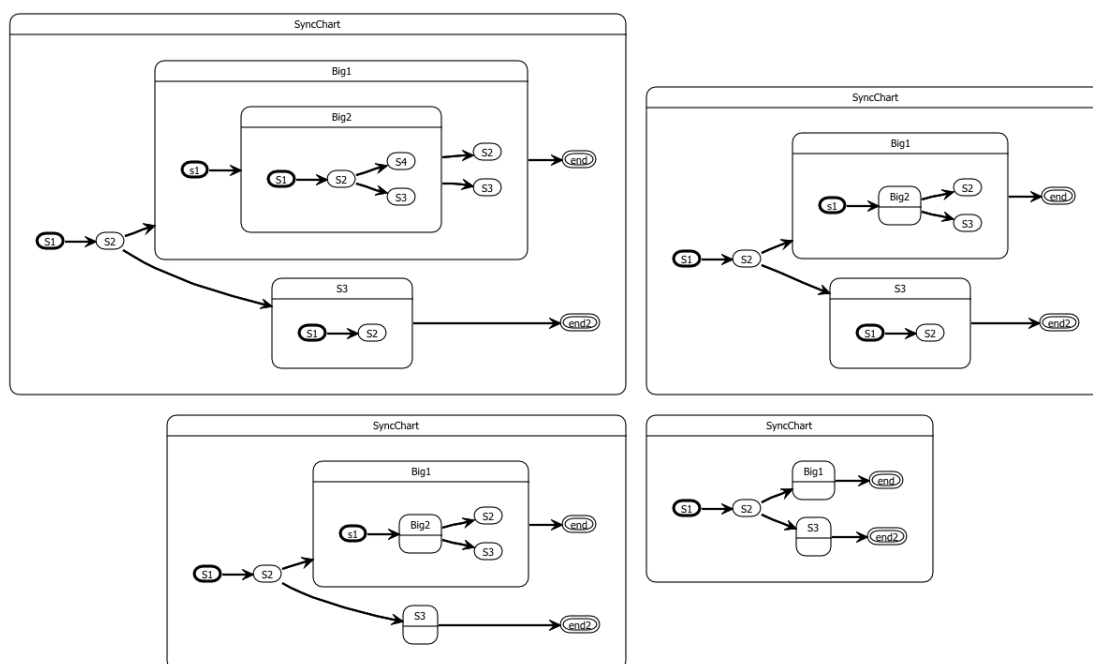 SyncChart
Big1
Big2
s1
S1
S2
S4
S3
S2
S3
end
S1
S2
S3
S1
S2
end2
SyncChart
Big1
s1
Big2
S2
S3
end
S1
S2
S3
S1
S2
end2
SyncChart
Big1
s1
Big2
S2
S3
end
S1
S2
S3
end2
SyncChart
S1
S2
Big1
end
S3
end2